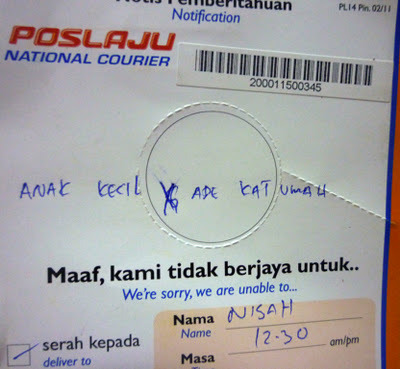 Notis Pemberitahuan
Notification
PL14 Pin. 02/11
POSLAJU
NATIONAL COURIER
200011500345
ANAK KECIL X ADE KAT UMAH
Maaf, kami tidak berjaya untuk..
We're sorry, we are unable to...
Nama NISAH
Name
12.30 am/pm
Masa
serah kepada
deliver to